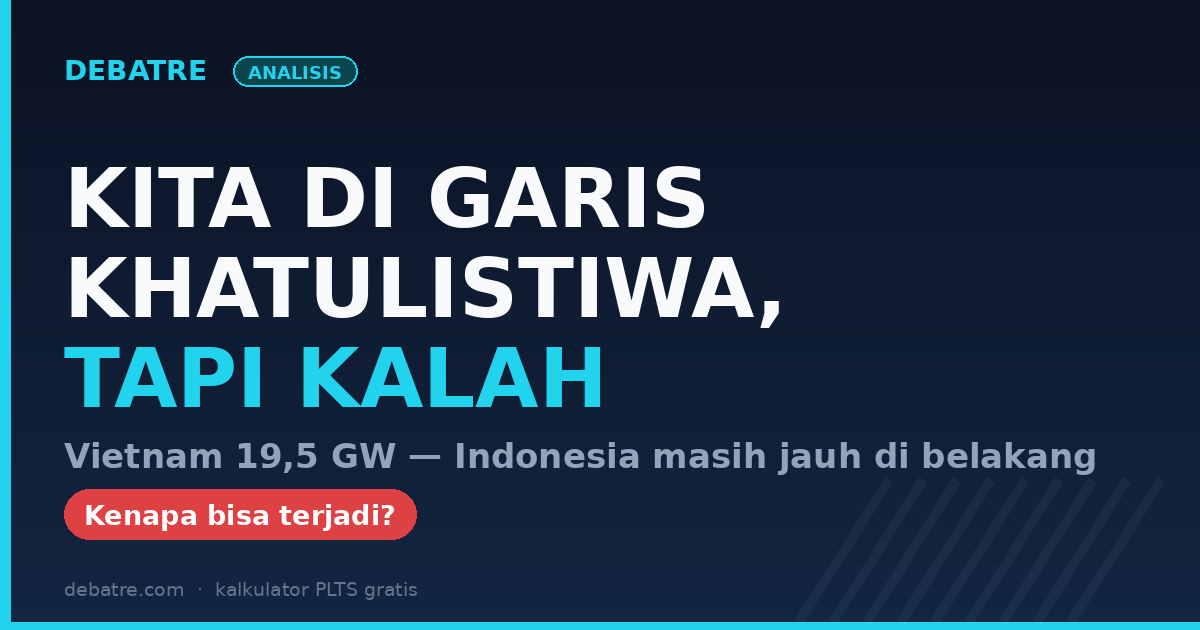 DEBATRE ANALISIS
KITA DI GARIS
KHATULISTIWA,
TAPI KALAH
Vietnam 19,5 GW — Indonesia masih jauh di belakang
Kenapa bisa terjadi?
debatre.com · kalkulator PLTS gratis